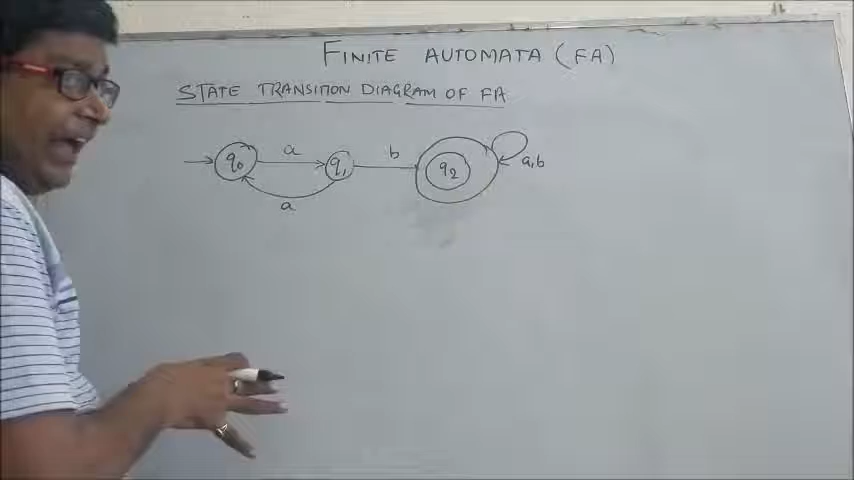 FINITE AUTOMATA (FA)
STATE TRANSITION DIAGRAM OF FA
q0 a q1 b q2 a,b
a